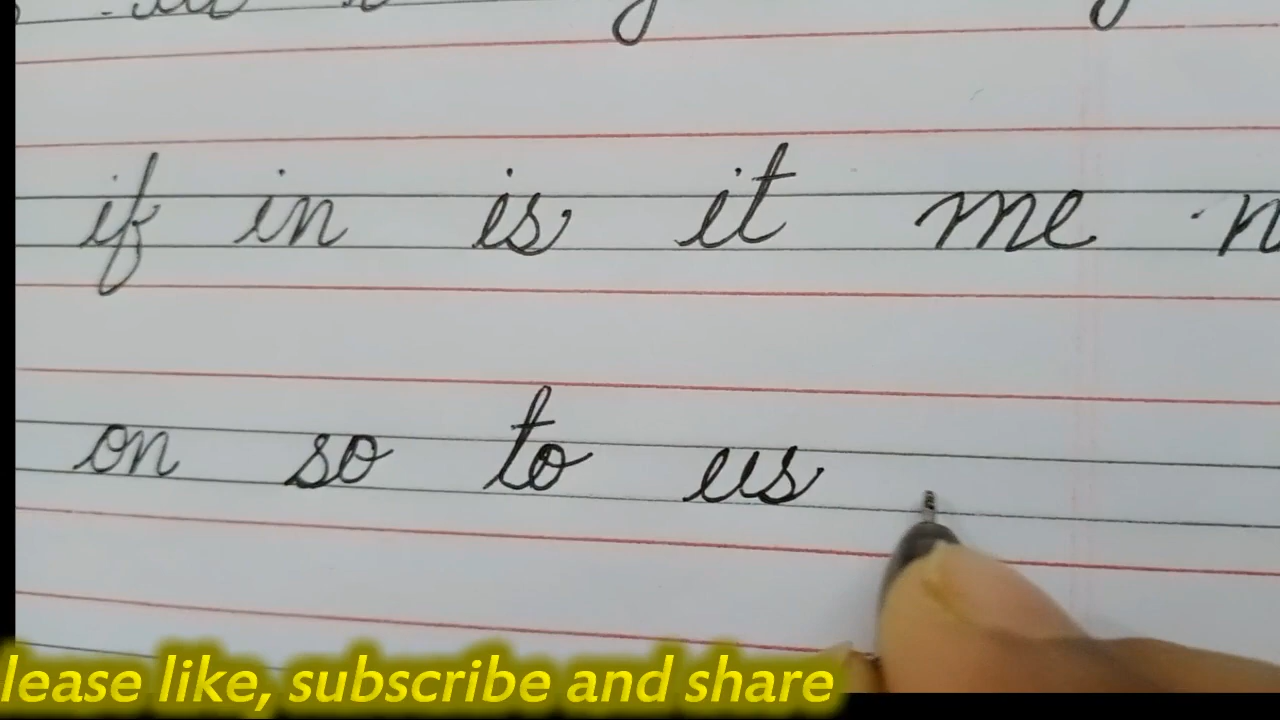 if in is it me
on so to us
lease like, subscribe and share